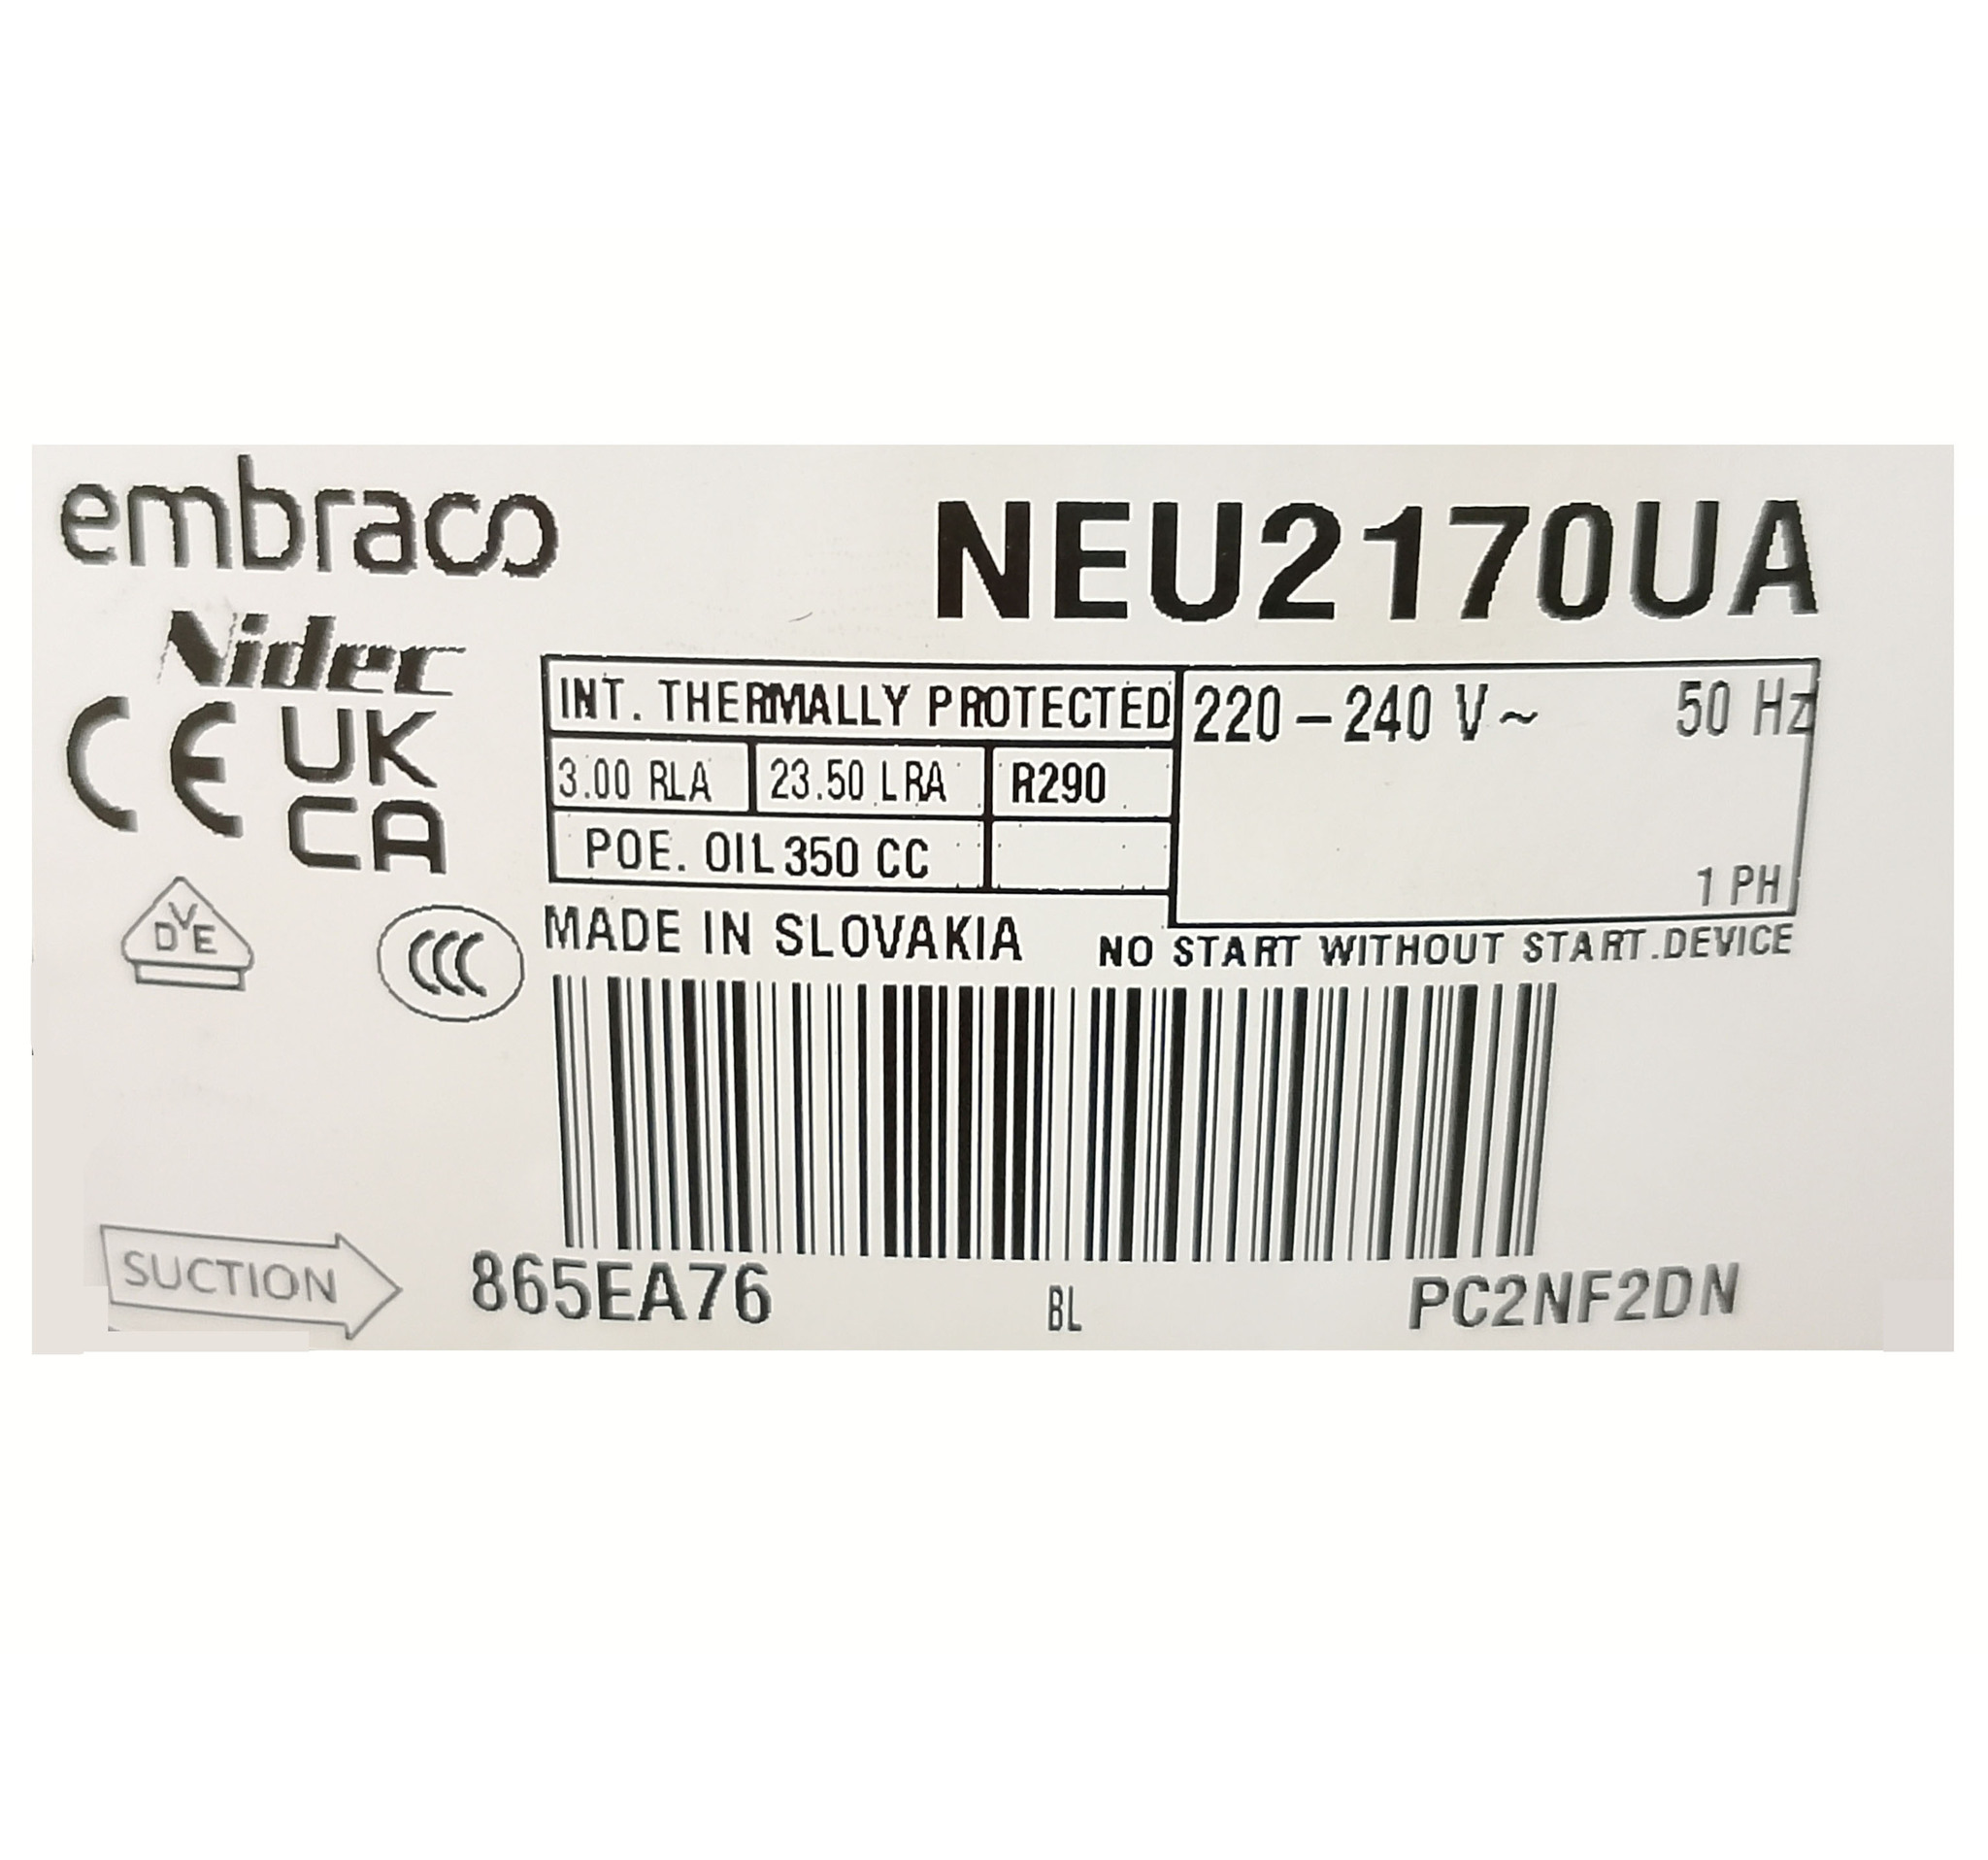 embraco
NEU2170UA
Nidec
CE
UK
CA
INT. THERMALLY PROTECTED
220 – 240 V ~ 50 Hz
3.00 RLA 23.50 LRA R290
POE. OIL 350 CC
1 PH
DVE
CCC
MADE IN SLOVAKIA
NO START WITHOUT START.DEVICE
SUCTION
865EA76 BL PC2NF2DN